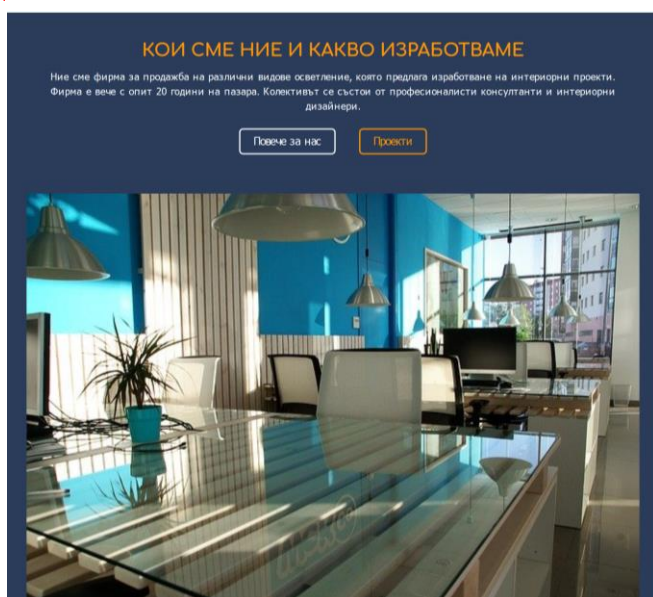 КОИ СМЕ НИЕ И КАКВО ИЗРАБОТВАМЕ
Ние сме фирма за продажба на различни видове осветление, която предлага изработване на интериорни проекти.
Фирма е вече с опит 20 години на пазара. Колективът се състои от професионалисти консултанти и интериорни
дизайнери.
Повече за нас
Проекти